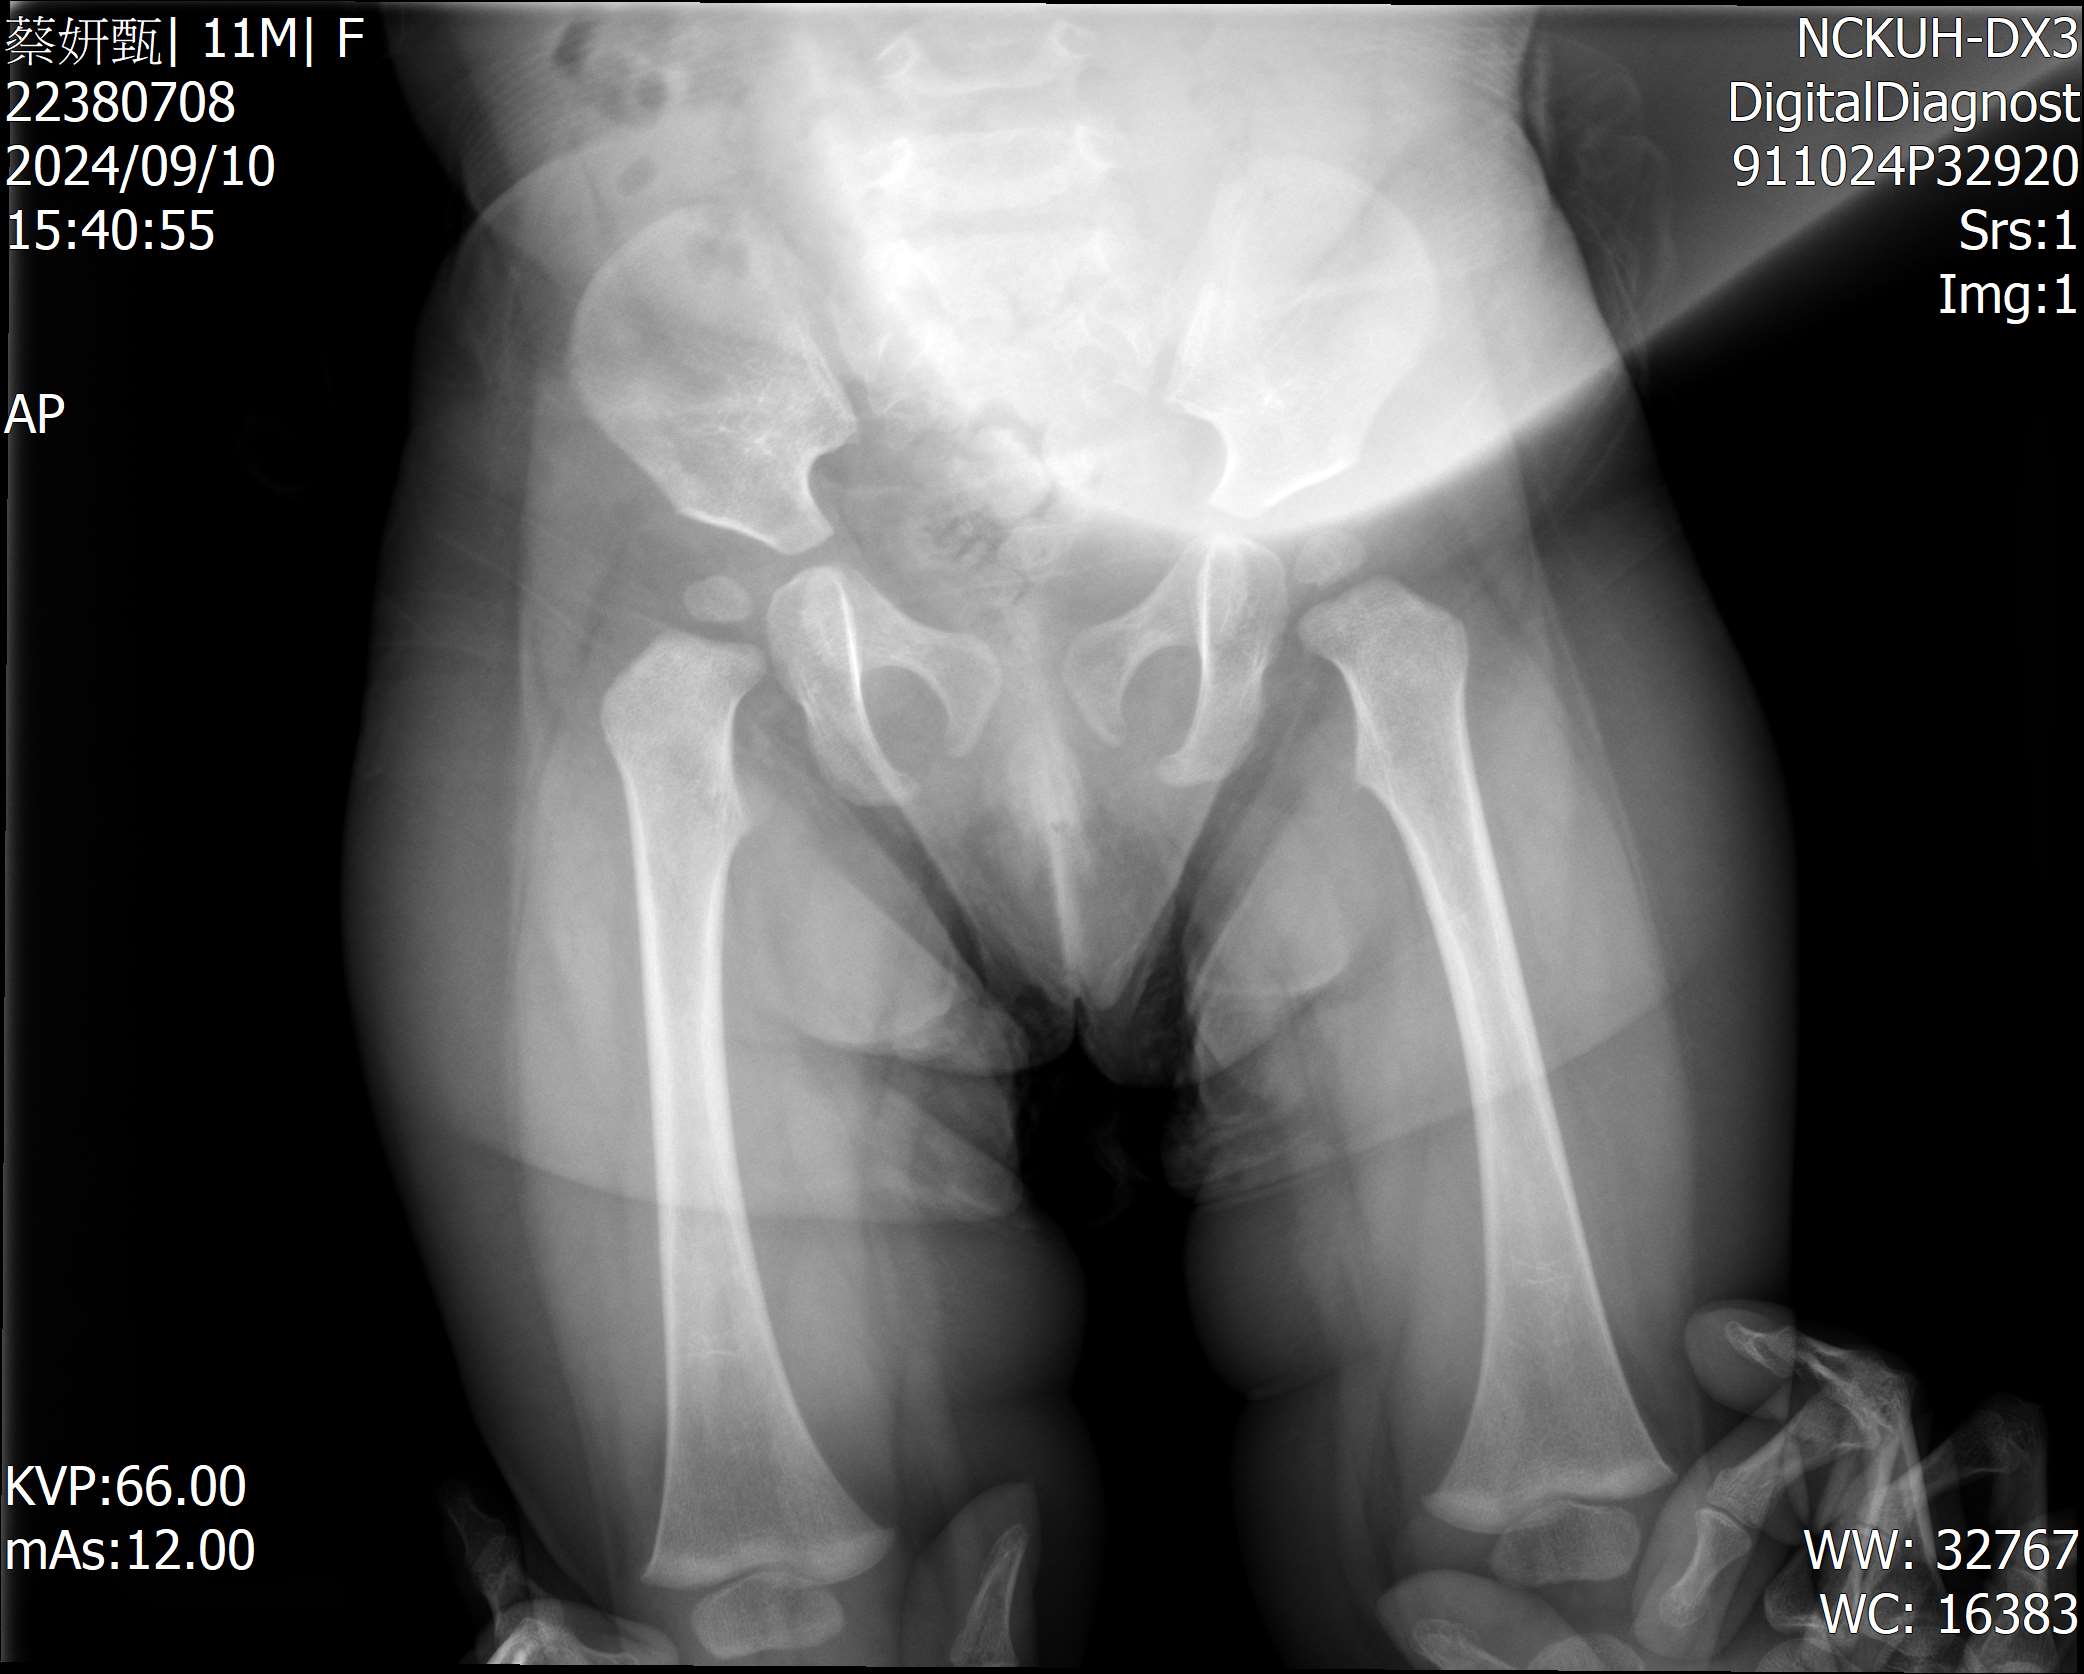 蔡妍甄| 11M| F
22380708
2024/09/10
15:40:55
AP
NCKUH-DX3
DigitalDiagnost
911024P32920
Srs:1
Img:1
KVP:66.00
mAs:12.00
WW: 32767
WC: 16383